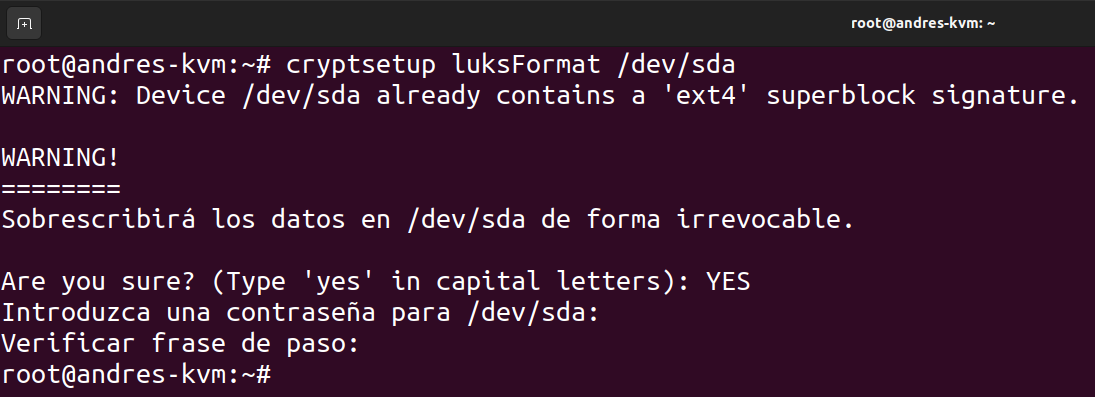 root@andres-kvm: ~
root@andres-kvm:~# cryptsetup luksFormat /dev/sda
WARNING: Device /dev/sda already contains a 'ext4' superblock signature.
WARNING!
========
Sobrescribirá los datos en /dev/sda de forma irrevocable.
Are you sure? (Type 'yes' in capital letters): YES
Introduzca una contraseña para /dev/sda:
Verificar frase de paso:
root@andres-kvm:~#